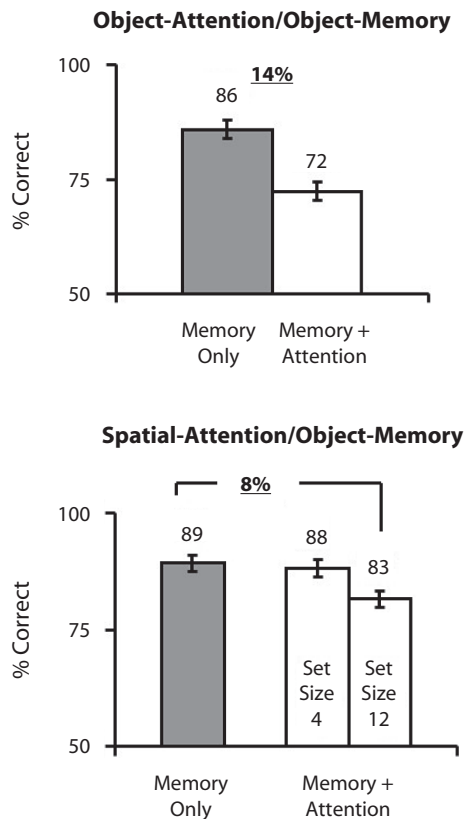 Object-Attention/Object-Memory
14%
100
86
72
% Correct
75
50
Memory Only
Memory + Attention
Spatial-Attention/Object-Memory
8%
100
89
88
83
% Correct
75
Set Size 4
Set Size 12
50
Memory Only
Memory + Attention